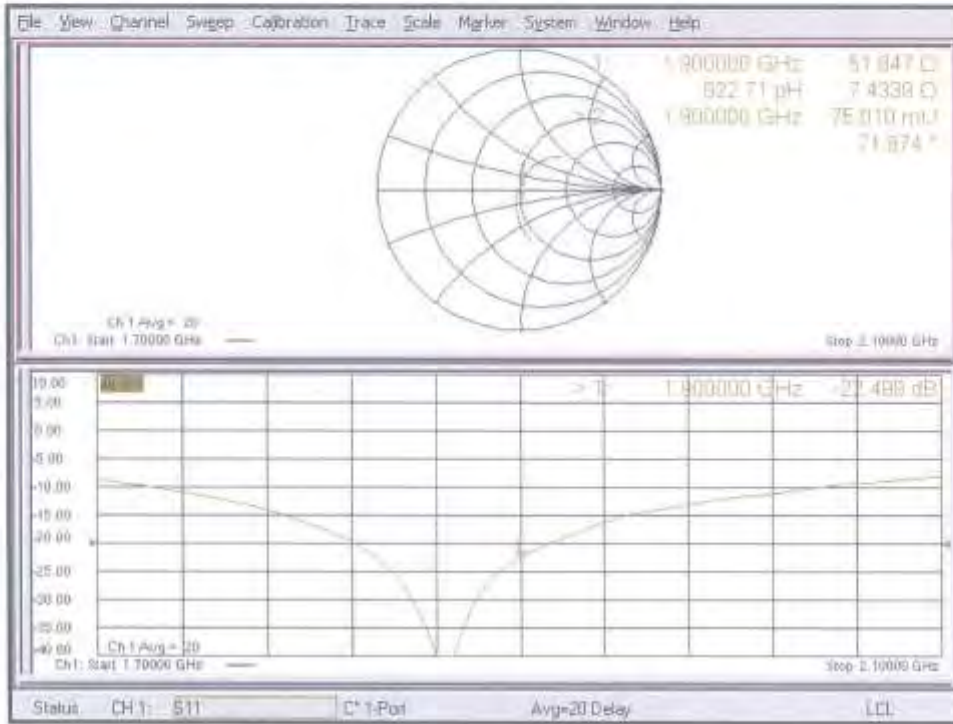 File View Channel Sweep Calibration Trace Scale Marker System Window Help
1.900000 GHz 51.847 Ω
622.71 pH 7.4339 Ω
1.900000 GHz 75.010 mU
71.874 °
Ch 1 Avg = 20
Ch1: Start 1.70000 GHz
Stop 2.10000 GHz
10.00
5.00
0.00
-5.00
-10.00
-15.00
-20.00
-25.00
-30.00
-35.00
-40.00
> 1: 1.900000 GHz -22.498 dB
Ch 1 Avg = 20
Ch1: Start 1.70000 GHz
Stop 2.10000 GHz
Status CH 1: S11 C* 1-Port Avg=20 Delay LCL